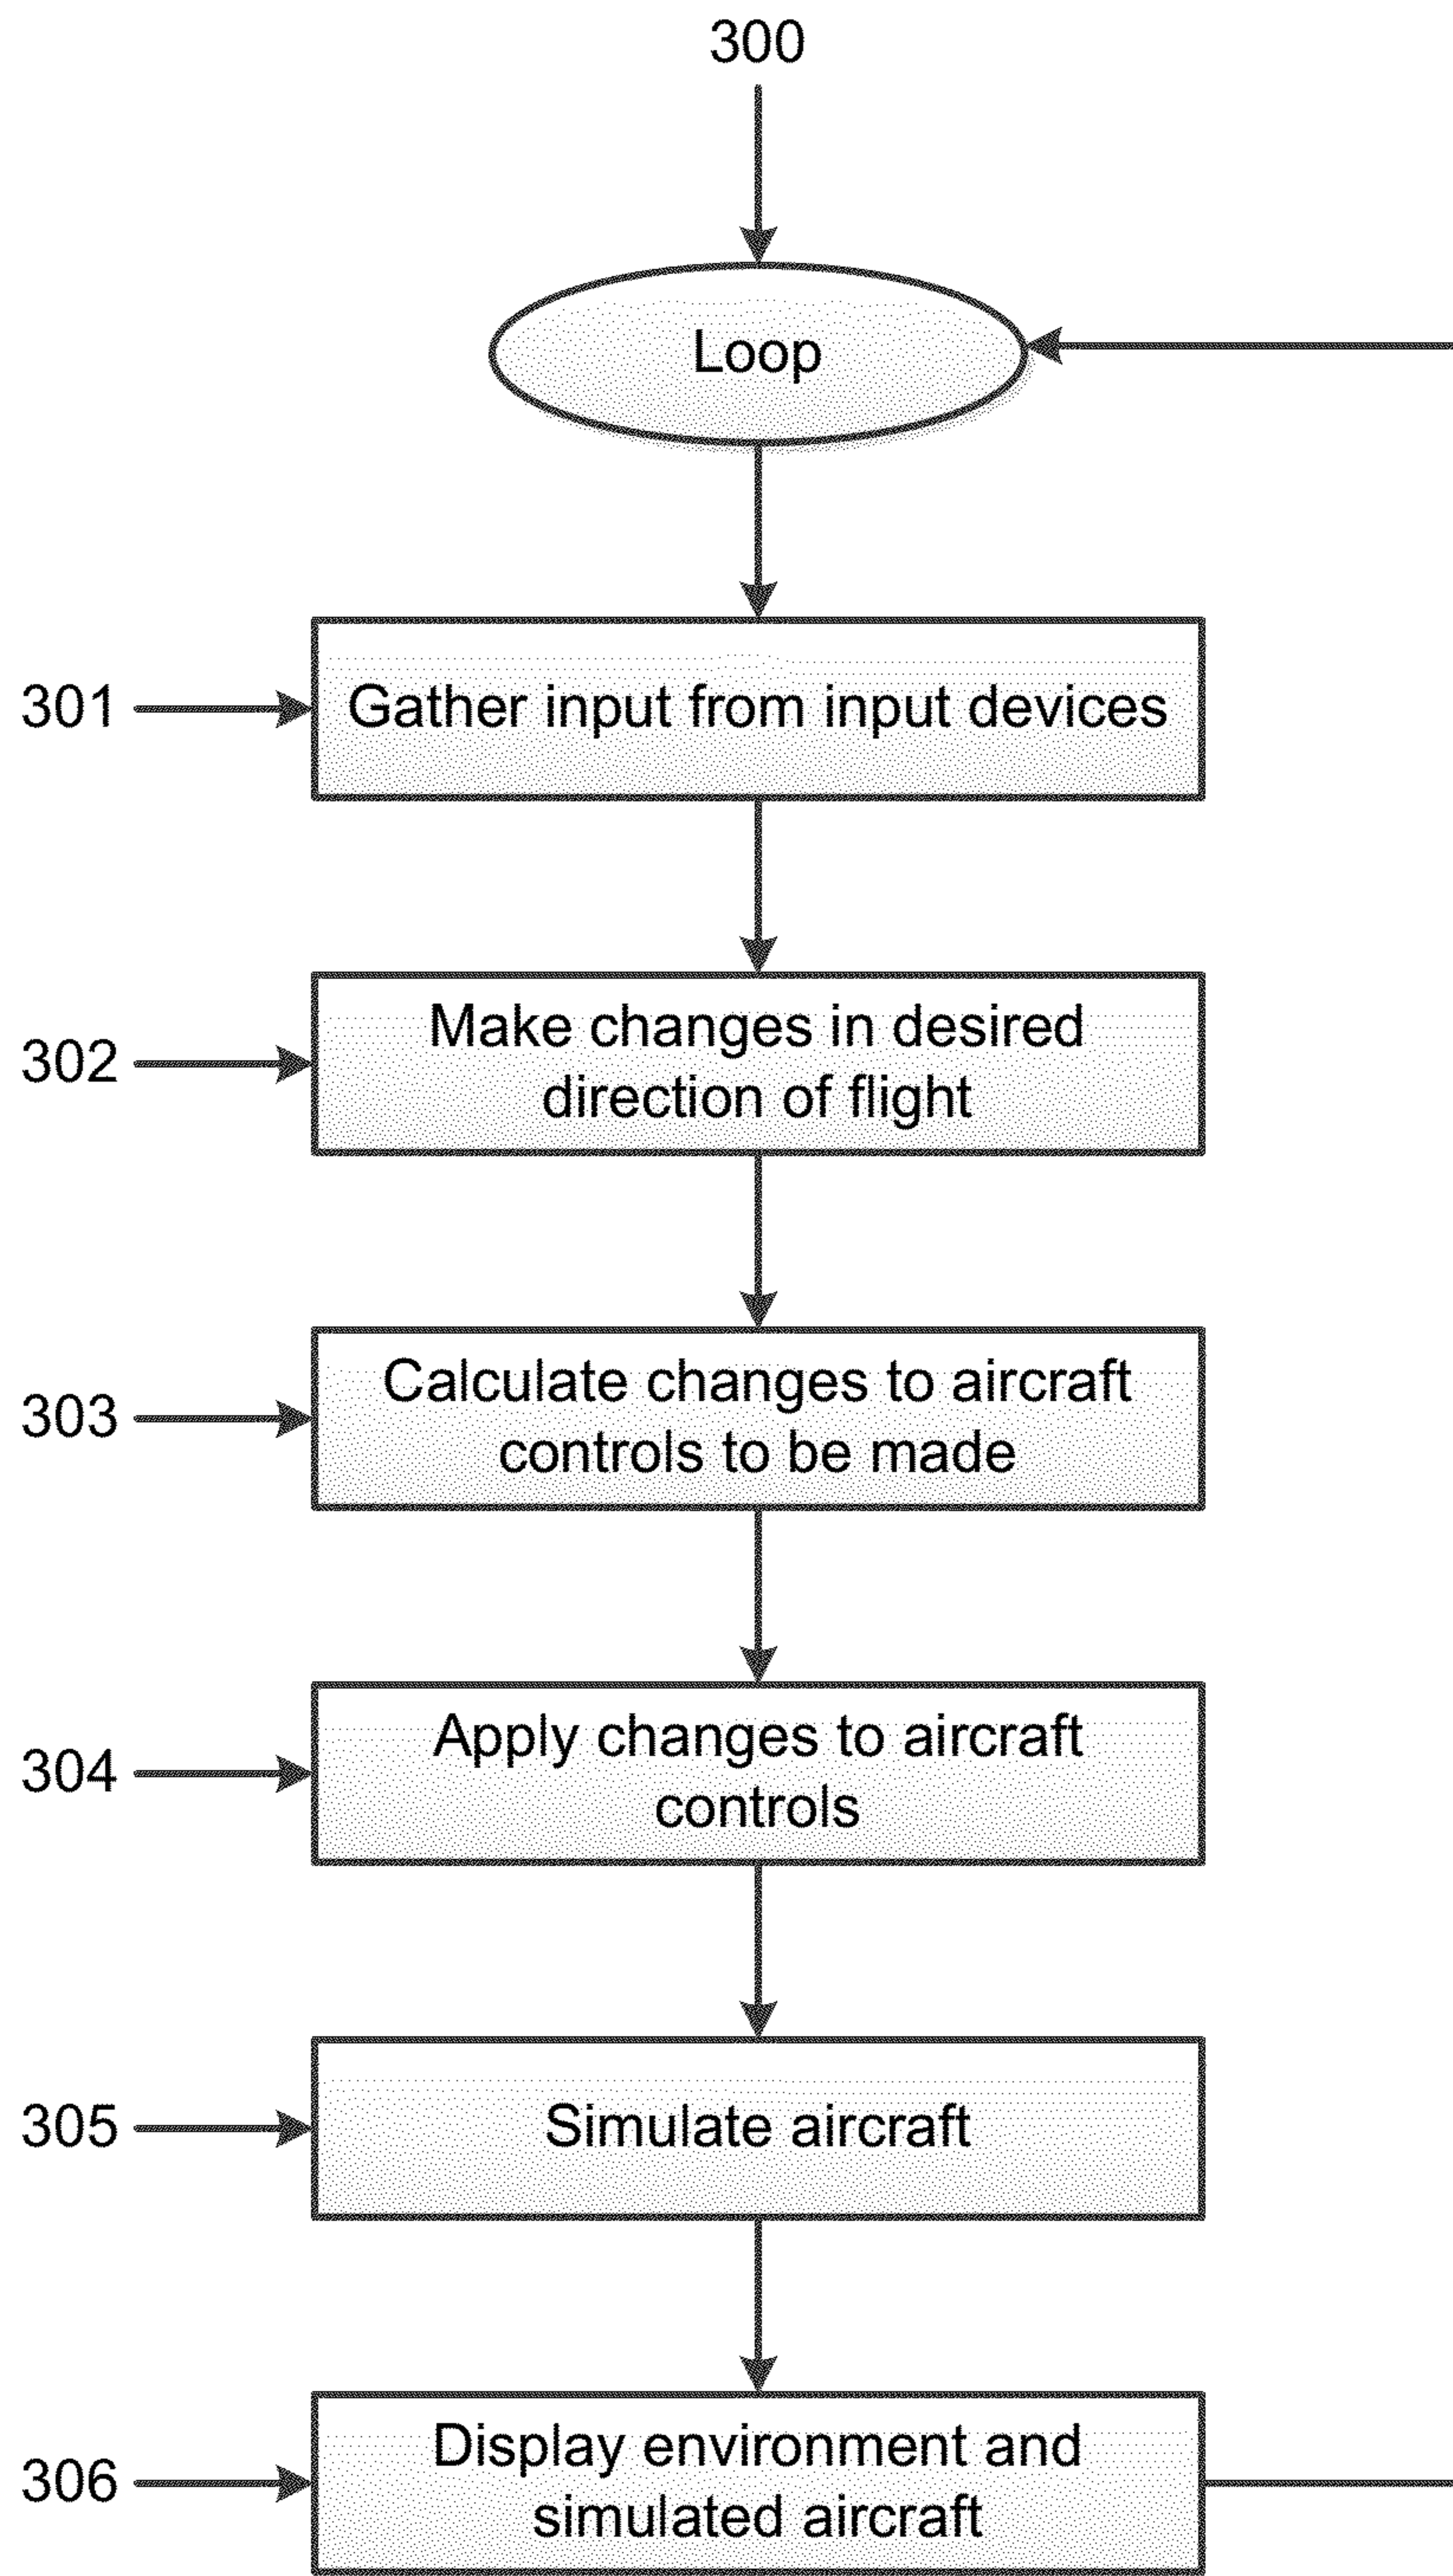 300
Loop
301
Gather input from input devices
302
Make changes in desired
direction of flight
303
Calculate changes to aircraft
controls to be made
304
Apply changes to aircraft
controls
305
Simulate aircraft
306
Display environment and
simulated aircraft